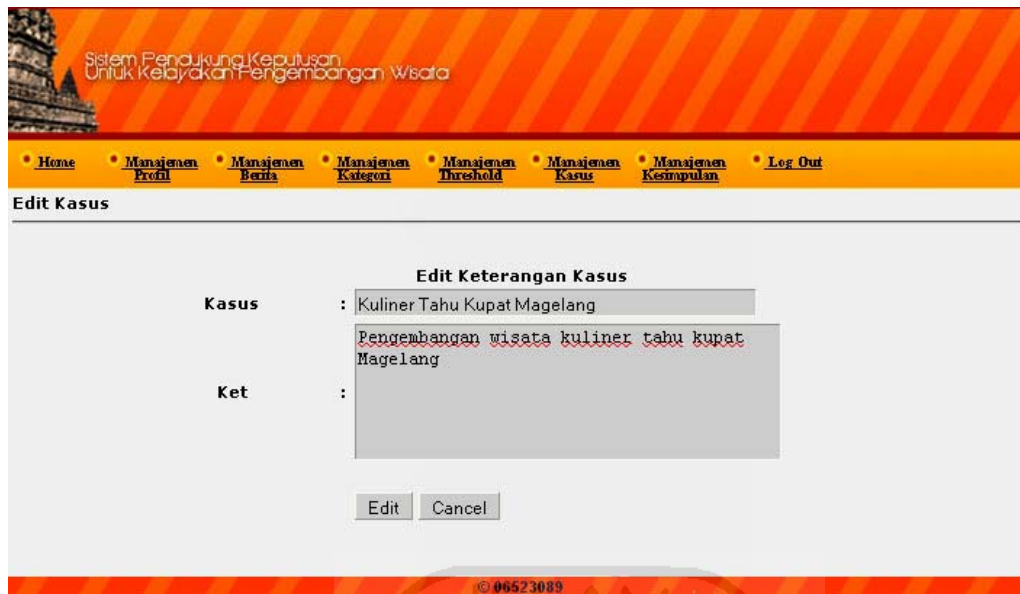 Sistem Pendukung Keputusan
Untuk Kelayakan Pengembangan Wisata
Home Manajemen Profil Manajemen Berita Manajemen Kategori Manajemen Threshold Manajemen Kasus Manajemen Kesimpulan Log Out
Edit Kasus
Edit Keterangan Kasus
Kasus : Kuliner Tahu Kupat Magelang
Ket : Pengembangan wisata kuliner tahu kupat
Magelang
Edit Cancel
© 06523089